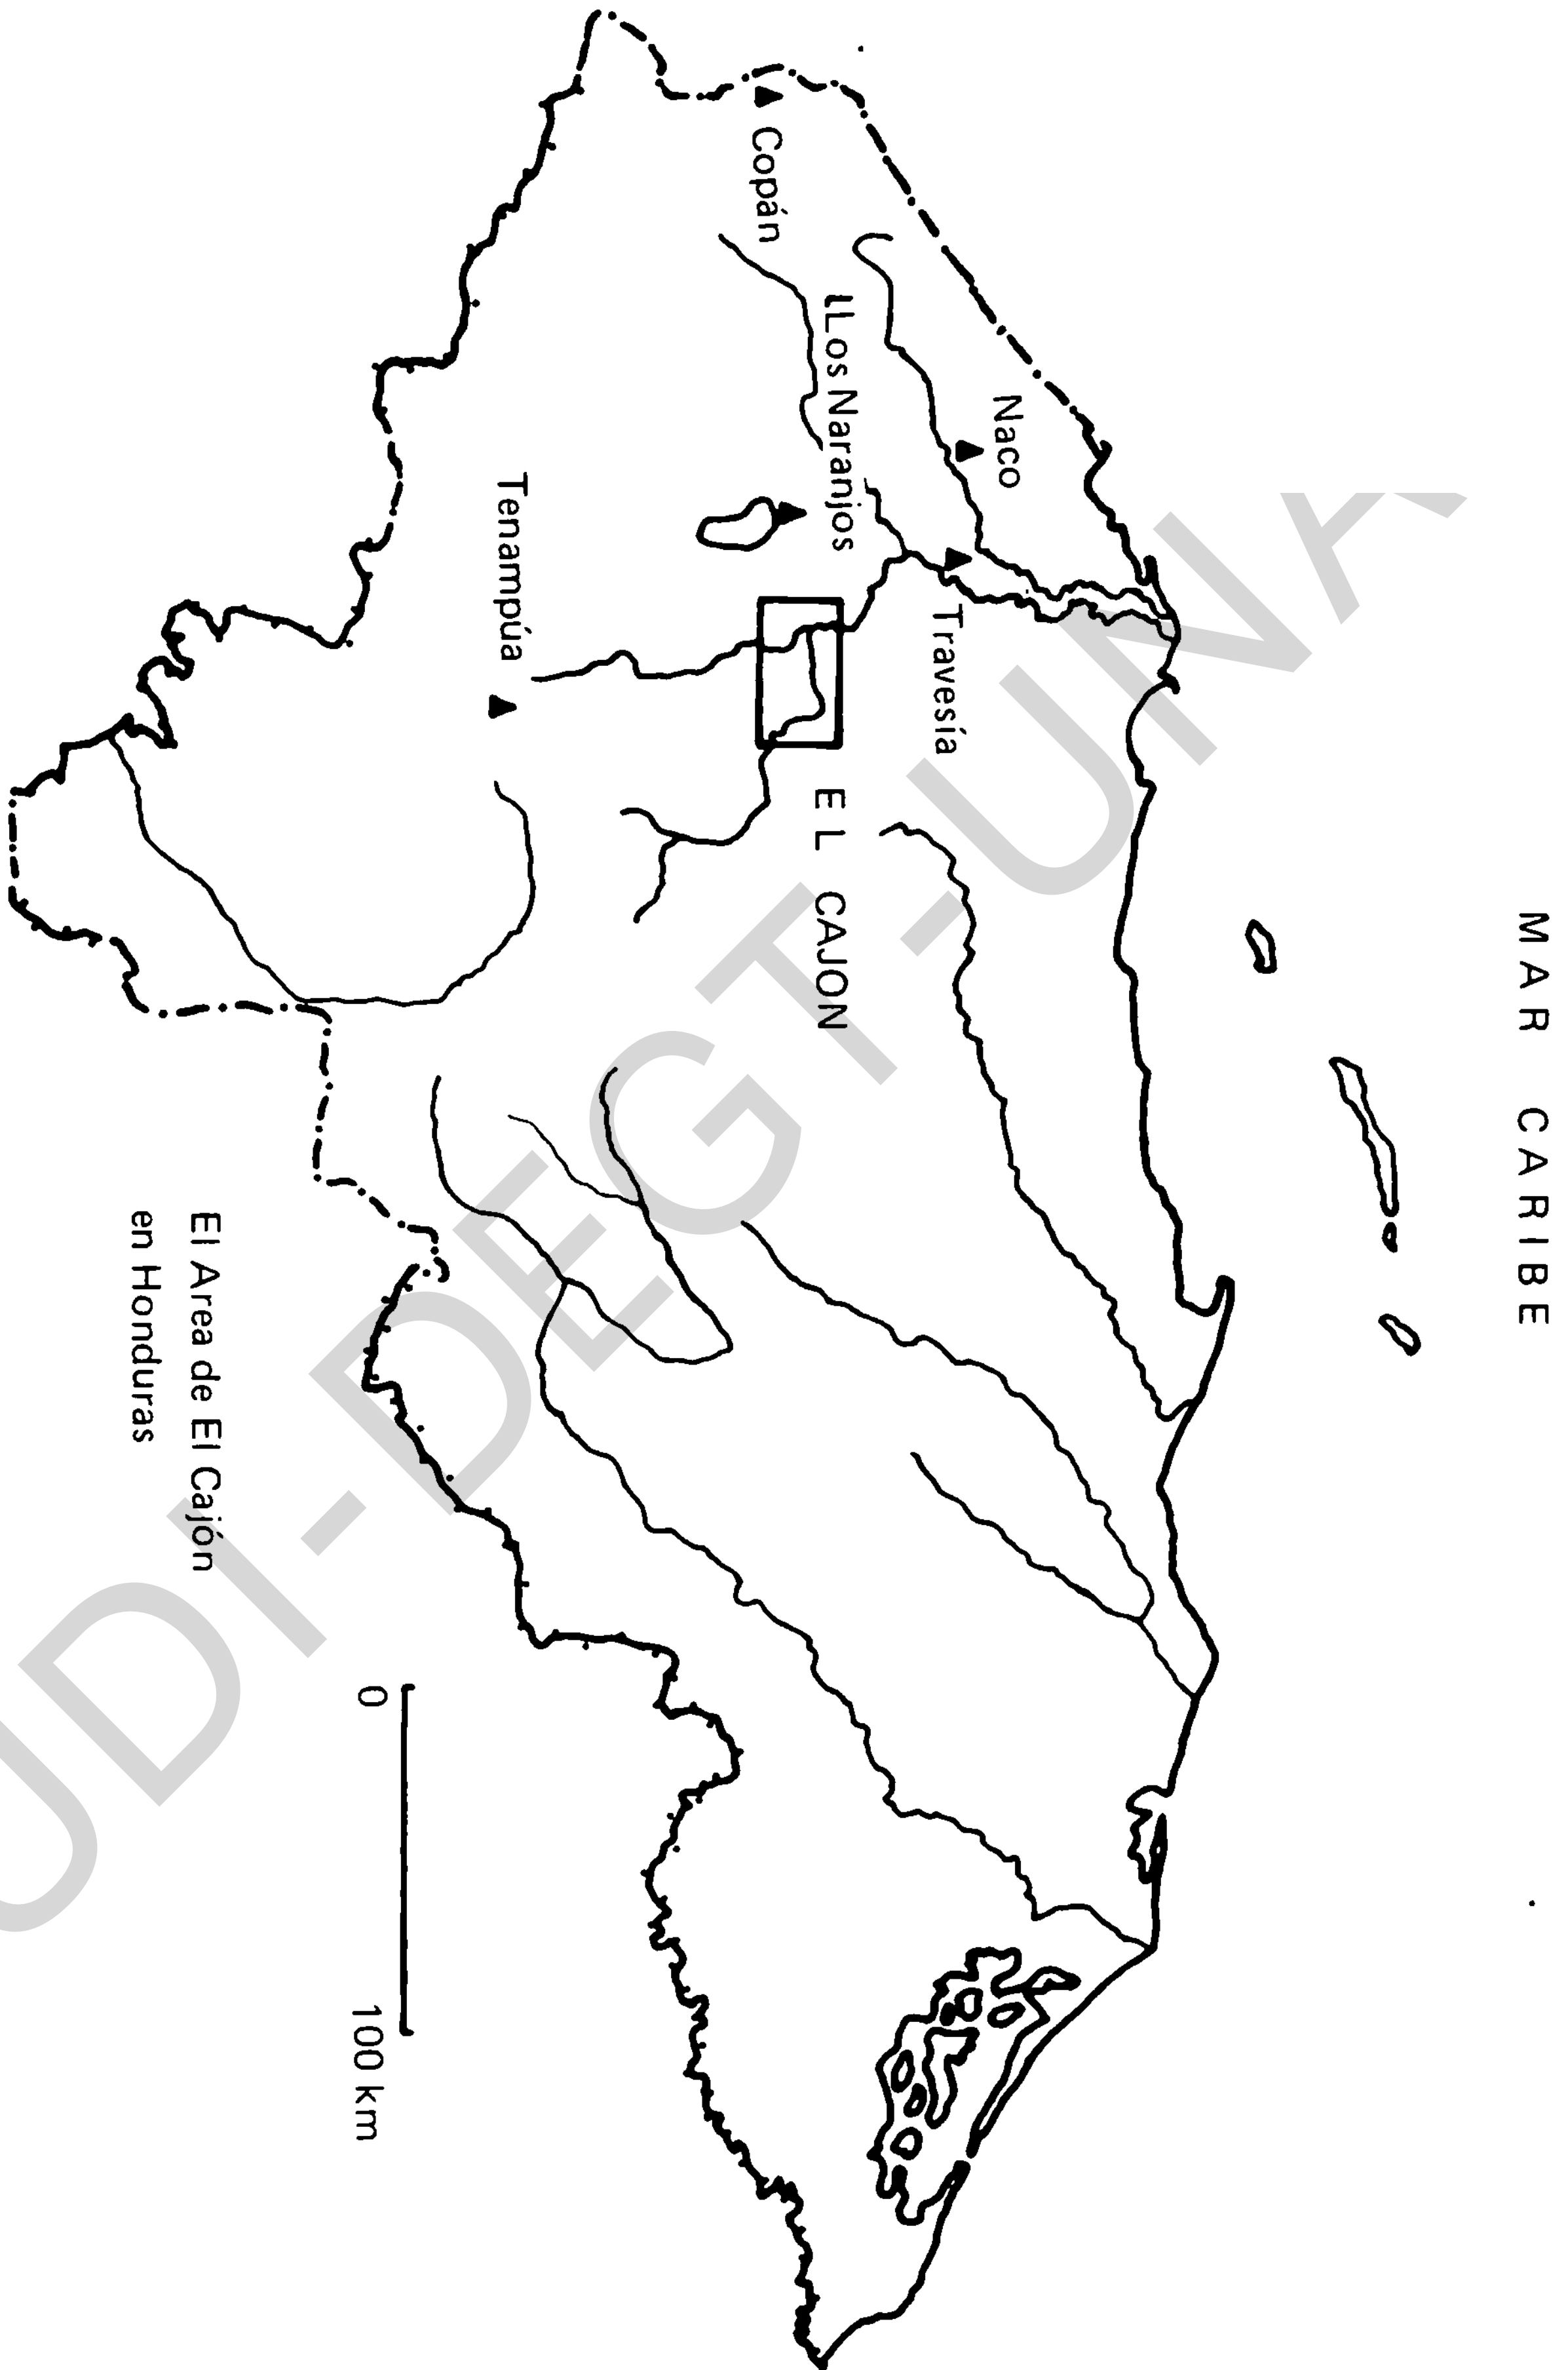 MAR CARIBE
Naco
Travesía
ILos Naranjos
EL CAJON
Copán
Tenampúa
0 100 km
El Area de El Cajón
en Honduras
UDI-DEGT-UNA